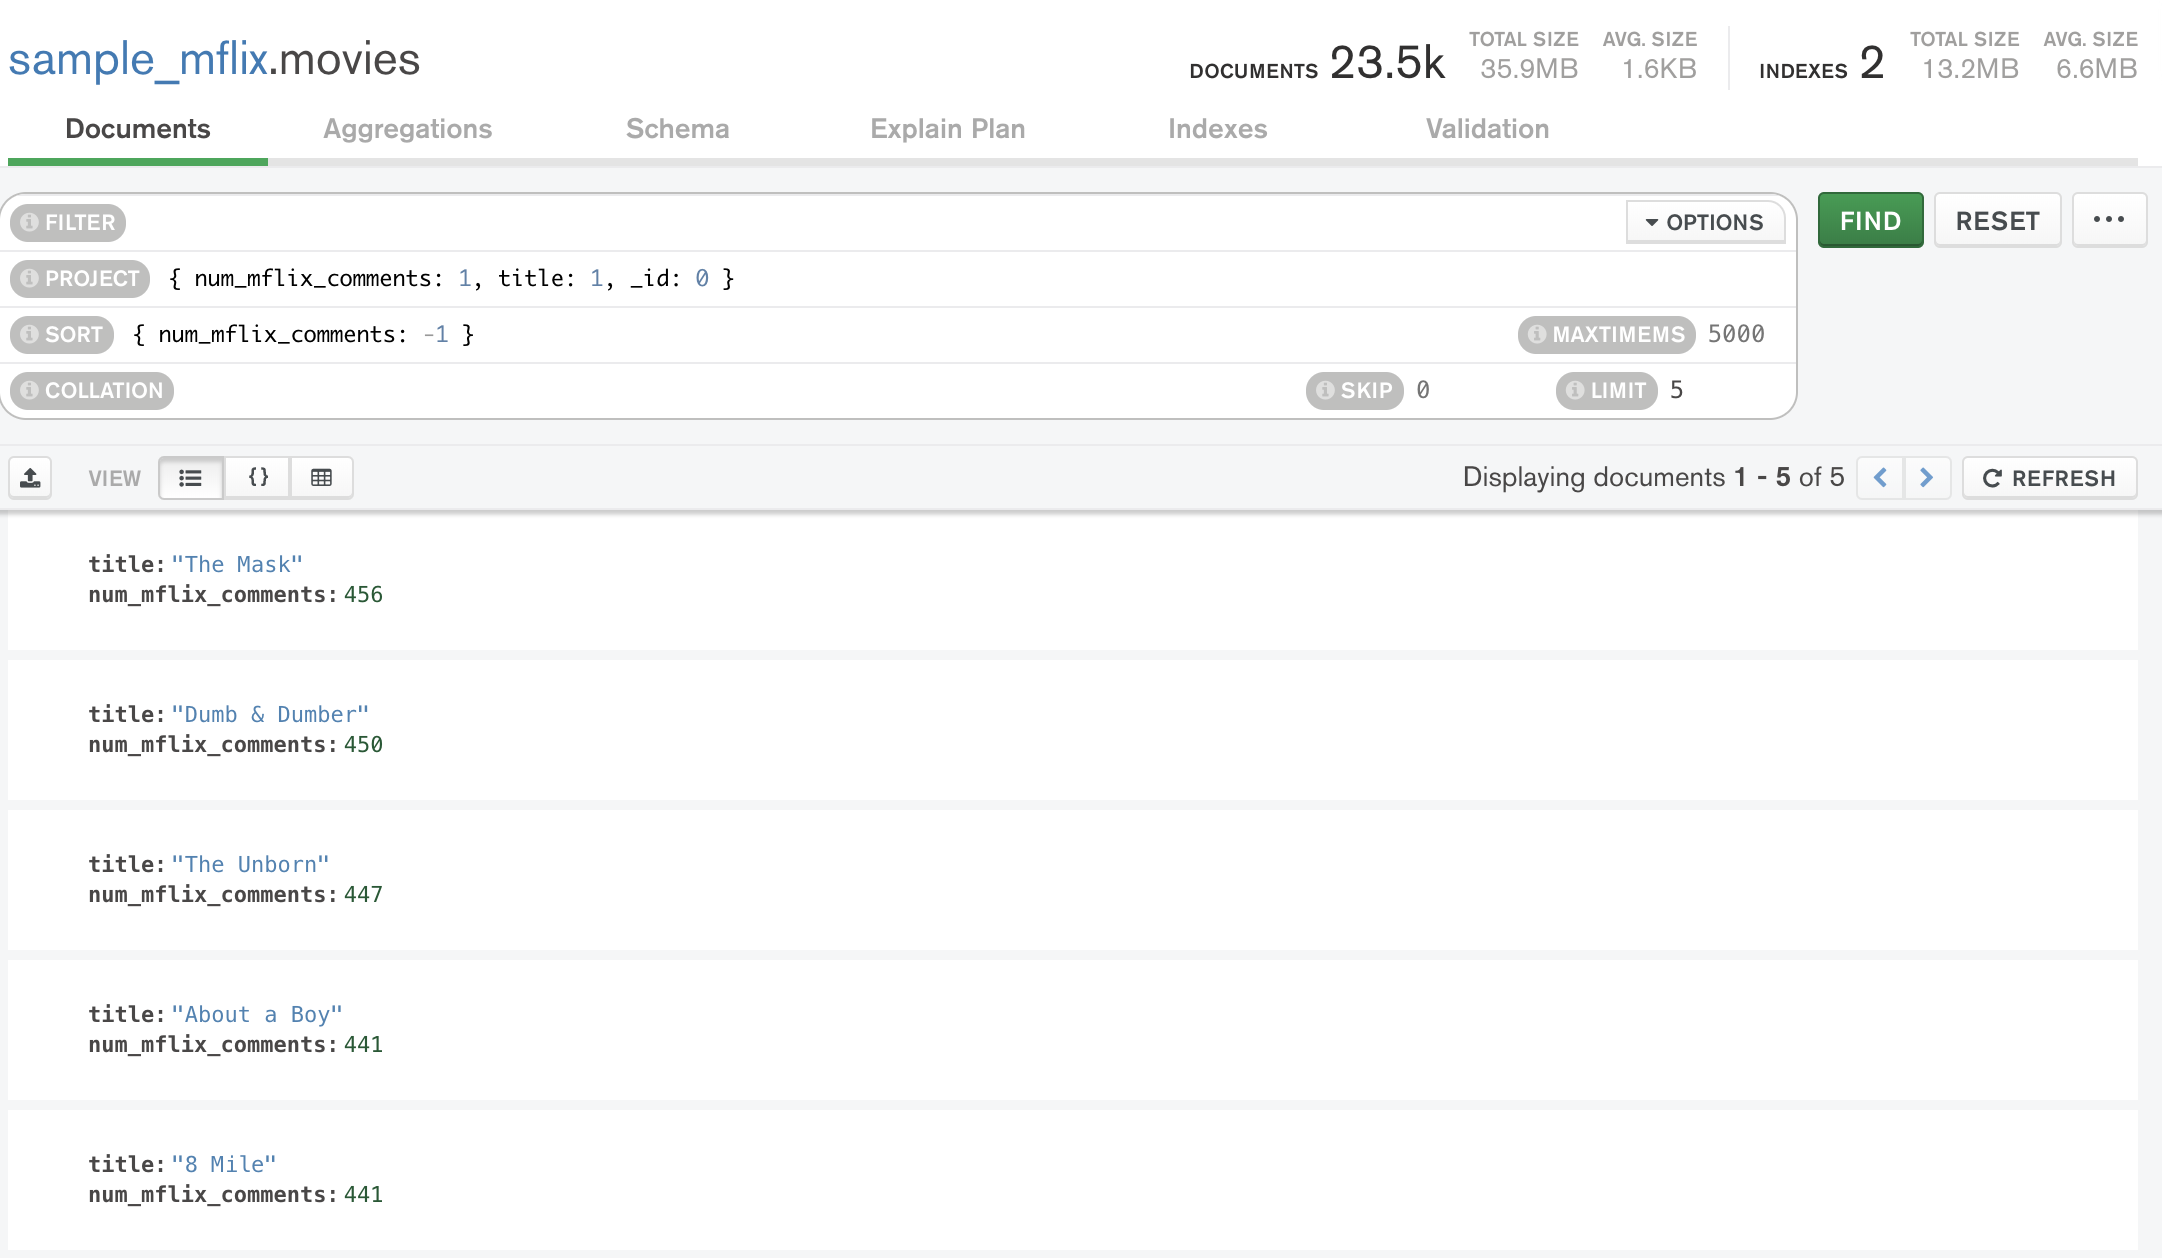 sample_mflix.movies
DOCUMENTS 23.5k TOTAL SIZE 35.9MB AVG. SIZE 1.6KB INDEXES 2 TOTAL SIZE 13.2MB AVG. SIZE 6.6MB
Documents Aggregations Schema Explain Plan Indexes Validation
FILTER OPTIONS FIND RESET ...
PROJECT { num_mflix_comments: 1, title: 1, _id: 0 }
SORT { num_mflix_comments: -1 } MAXTIMEMS 5000
COLLATION SKIP 0 LIMIT 5
VIEW {} Displaying documents 1 - 5 of 5 REFRESH
title: "The Mask"
num_mflix_comments: 456
title: "Dumb & Dumber"
num_mflix_comments: 450
title: "The Unborn"
num_mflix_comments: 447
title: "About a Boy"
num_mflix_comments: 441
title: "8 Mile"
num_mflix_comments: 441